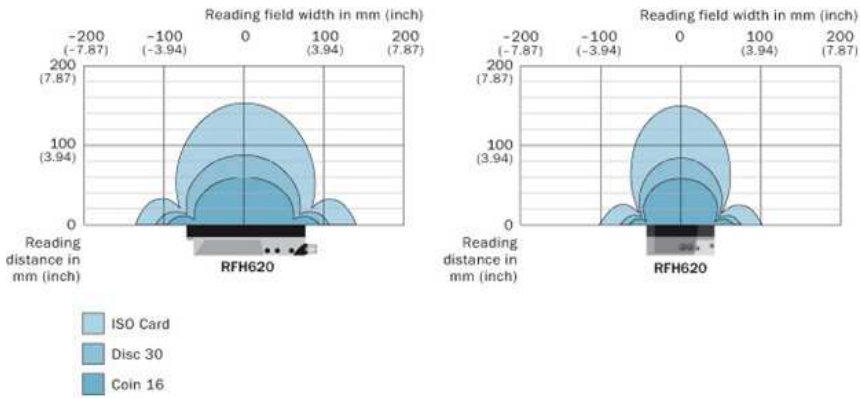 Reading field width in mm (inch)
−200 −100 0 100 200
(−7.87) (−3.94) (3.94) (7.87)
200
(7.87)
100
(3.94)
0
Reading
distance in
mm (inch)
RFH620
Reading field width in mm (inch)
−200 −100 0 100 200
(−7.87) (−3.94) (3.94) (7.87)
200
(7.87)
100
(3.94)
0
Reading
distance in
mm (inch)
RFH620
ISO Card
Disc 30
Coin 16